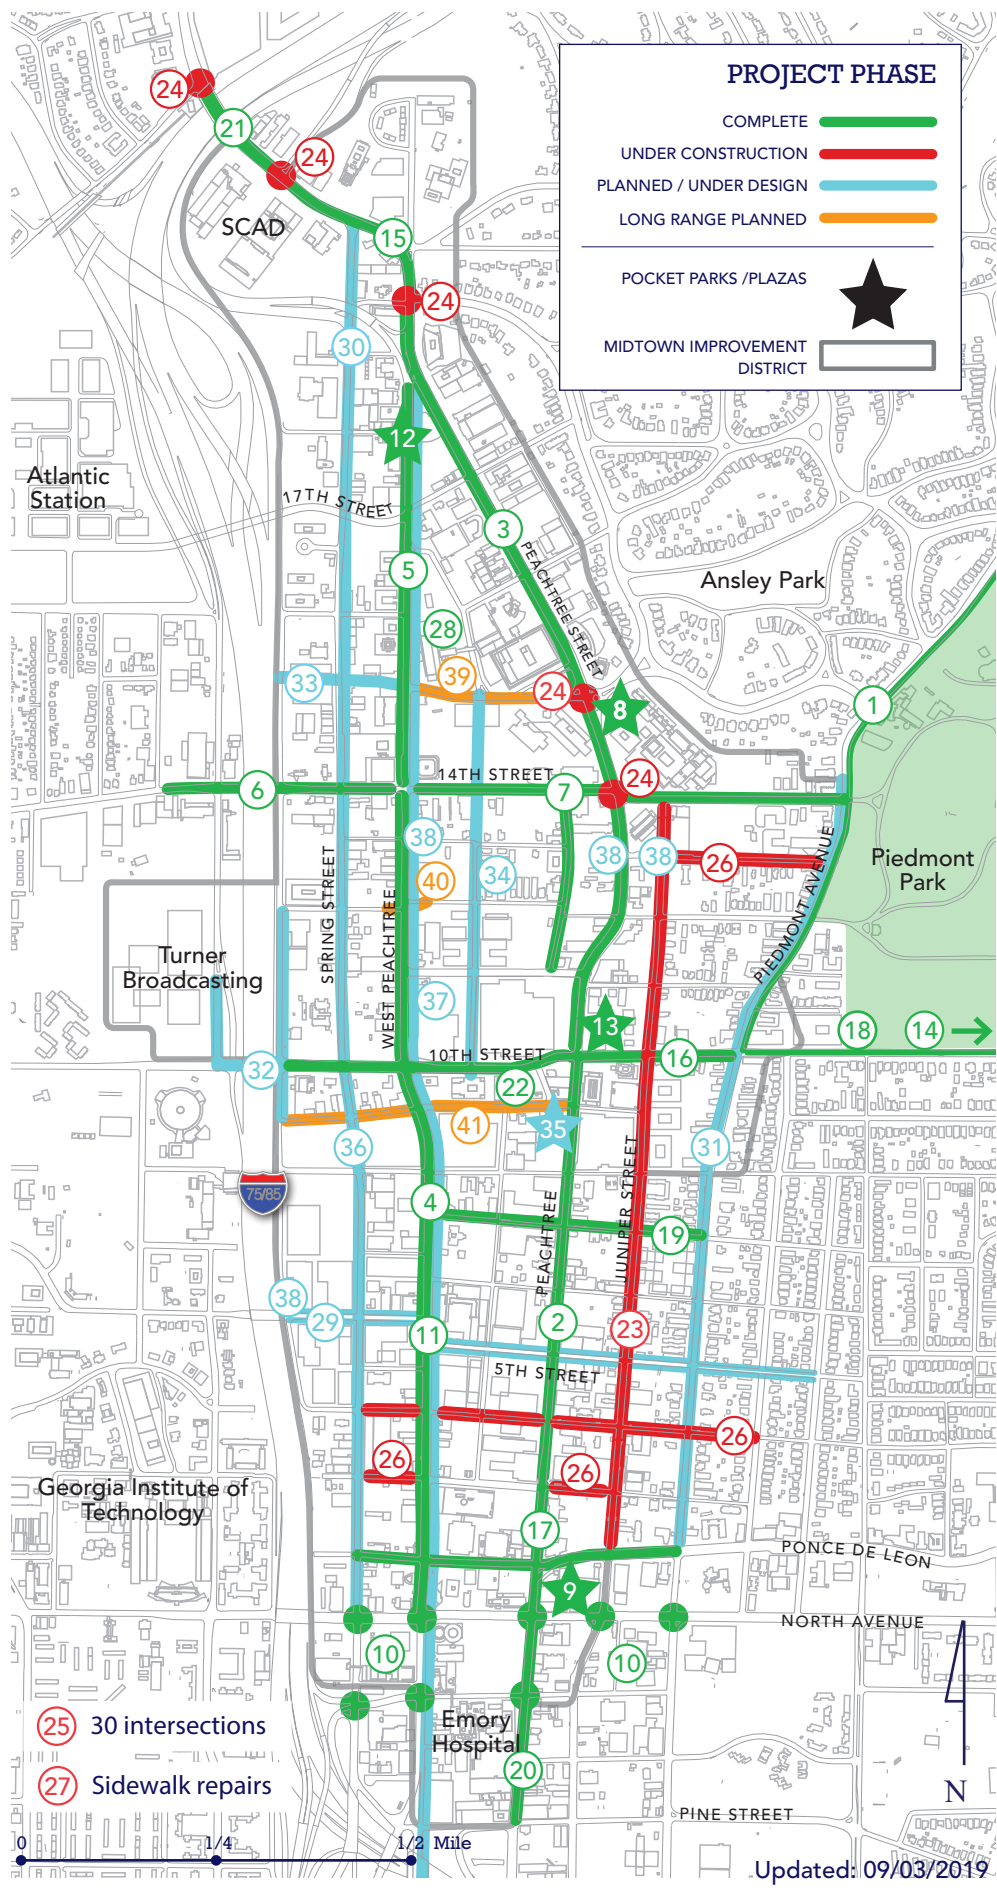 PROJECT PHASE
COMPLETE
UNDER CONSTRUCTION
PLANNED / UNDER DESIGN
LONG RANGE PLANNED
POCKET PARKS /PLAZAS
MIDTOWN IMPROVEMENT
DISTRICT
24
21
24
SCAD
15
24
30
12
Atlantic
Station
17TH STREET
3
PEACHTREE STREET
5
Ansley Park
28
39
33
24
8
1
14TH STREET
24
6
7
38
38
38
26
Piedmont
Park
40
34
SPRING STREET
WEST PEACHTREE
PIEDMONT AVENUE
Turner
Broadcasting
37
13
18
14
10TH STREET
16
32
22
41
35
36
31
75/85
4
PEACHTREE
JUNIPER STREET
19
38
29
11
2
23
5TH STREET
26
26
26
Georgia Institute of
Technology
17
PONCE DE LEON
9
NORTH AVENUE
10
10
25
30 intersections
Emory
Hospital
27
Sidewalk repairs
20
N
PINE STREET
0
1/4
1/2 Mile
Updated: 09/03/2019